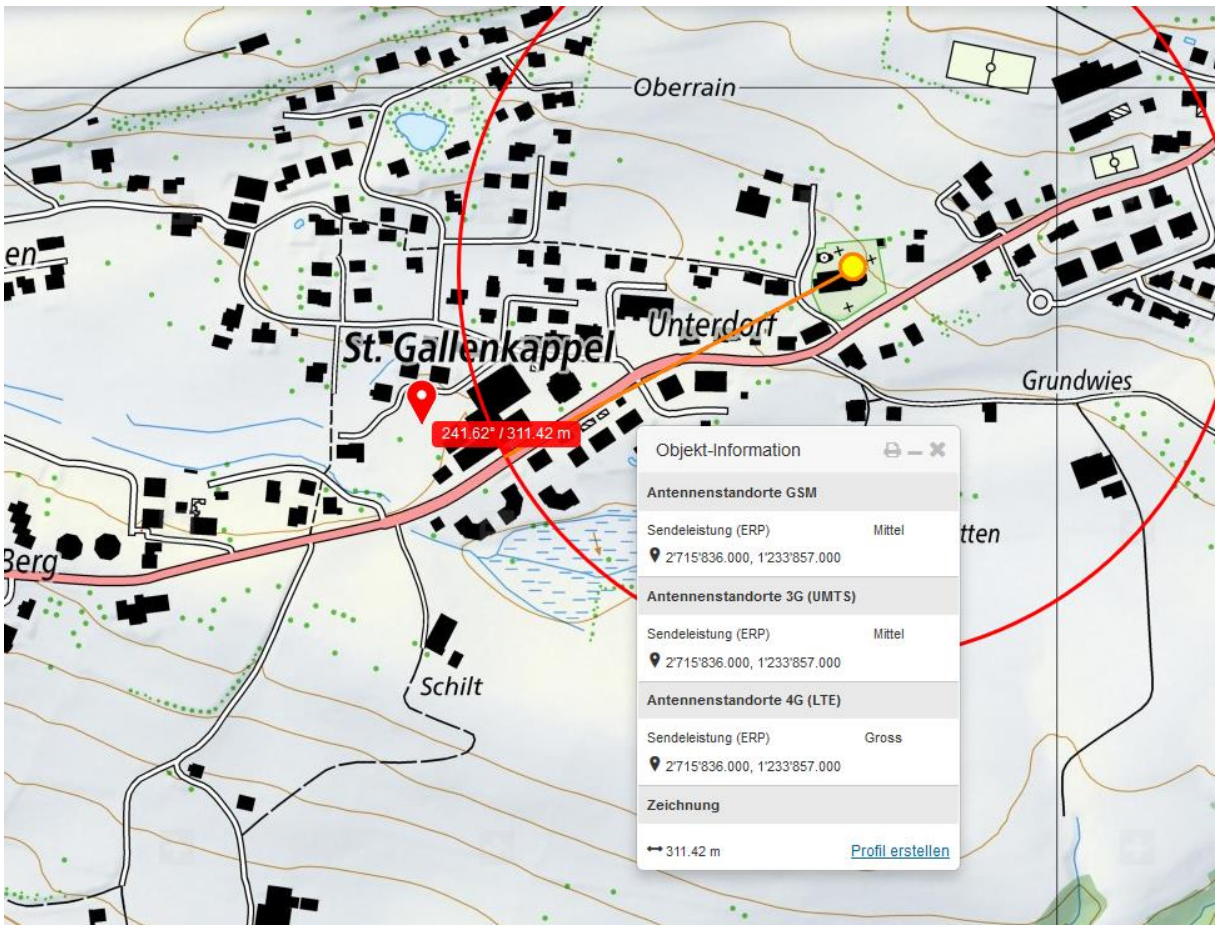 Oberrain
en
Unterdorf
St. Gallenkappel
Grundwies
241.62° / 311.42 m
Objekt-Information
Antennenstandorte GSM
Sendeleistung (ERP) Mittel
2'715'836.000, 1'233'857.000
tten
Berg
Antennenstandorte 3G (UMTS)
Sendeleistung (ERP) Mittel
2'715'836.000, 1'233'857.000
Schilt
Antennenstandorte 4G (LTE)
Sendeleistung (ERP) Gross
2'715'836.000, 1'233'857.000
Zeichnung
311.42 m Profil erstellen